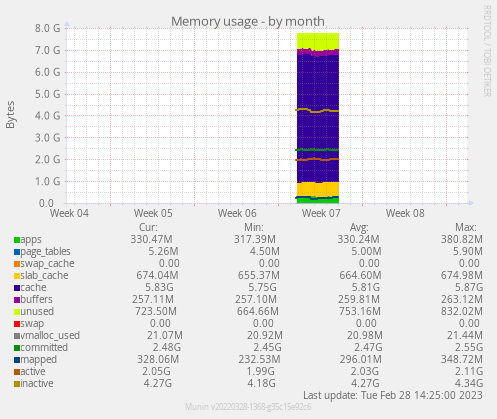 Memory usage - by month
RRDTOOL / TOBI OETIKER
Bytes
8.0 G
7.0 G
6.0 G
5.0 G
4.0 G
3.0 G
2.0 G
1.0 G
0.0
Week 04 Week 05 Week 06 Week 07 Week 08
Cur: Min: Avg: Max:
apps 330.47M 317.39M 330.24M 380.82M
page_tables 5.26M 4.50M 5.00M 5.90M
swap_cache 0.00 0.00 0.00 0.00
slab_cache 674.04M 655.37M 664.60M 674.98M
cache 5.83G 5.75G 5.81G 5.87G
buffers 257.11M 257.10M 259.81M 263.12M
unused 723.50M 664.66M 753.16M 832.02M
swap 0.00 0.00 0.00 0.00
vmalloc_used 21.07M 20.92M 20.98M 21.44M
committed 2.48G 2.45G 2.47G 2.55G
mapped 328.06M 232.53M 296.01M 348.72M
active 2.05G 1.99G 2.03G 2.11G
inactive 4.27G 4.18G 4.27G 4.34G
Last update: Tue Feb 28 14:25:00 2023
Munin v20220328-1368-g35c15e92c6